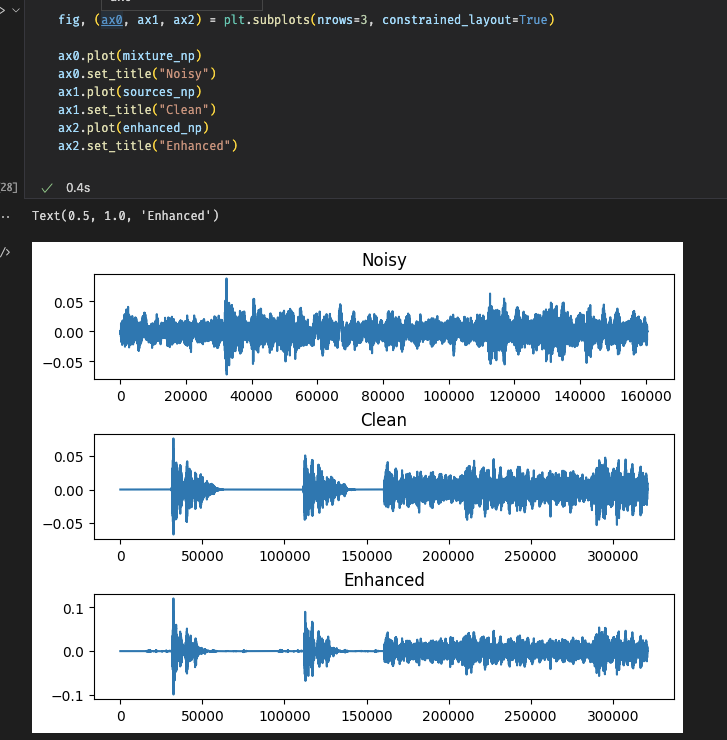 fig, (ax0, ax1, ax2) = plt.subplots(nrows=3, constrained_layout=True)
ax0.plot(mixture_np)
ax0.set_title("Noisy")
ax1.plot(sources_np)
ax1.set_title("Clean")
ax2.plot(enhanced_np)
ax2.set_title("Enhanced")
28] 0.4s
Text(0.5, 1.0, 'Enhanced')
Noisy
0.05
0.00
−0.05
0 20000 40000 60000 80000 100000 120000 140000 160000
Clean
0.05
0.00
−0.05
0 50000 100000 150000 200000 250000 300000
Enhanced
0.1
0.0
−0.1
0 50000 100000 150000 200000 250000 300000